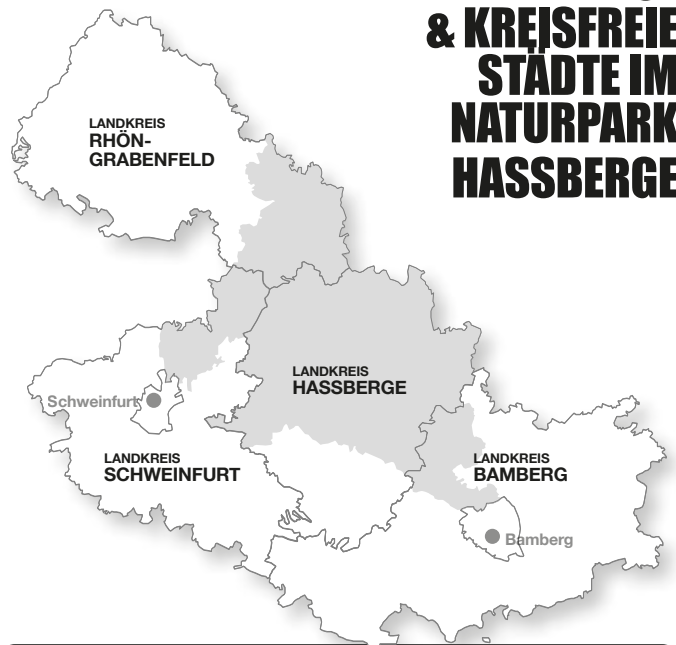 & KREISFREIE
STÄDTE IM
NATURPARK
HASSBERGE
LANDKREIS
RHÖN-
GRABENFELD
LANDKREIS
HASSBERGE
Schweinfurt
LANDKREIS
SCHWEINFURT
LANDKREIS
BAMBERG
Bamberg